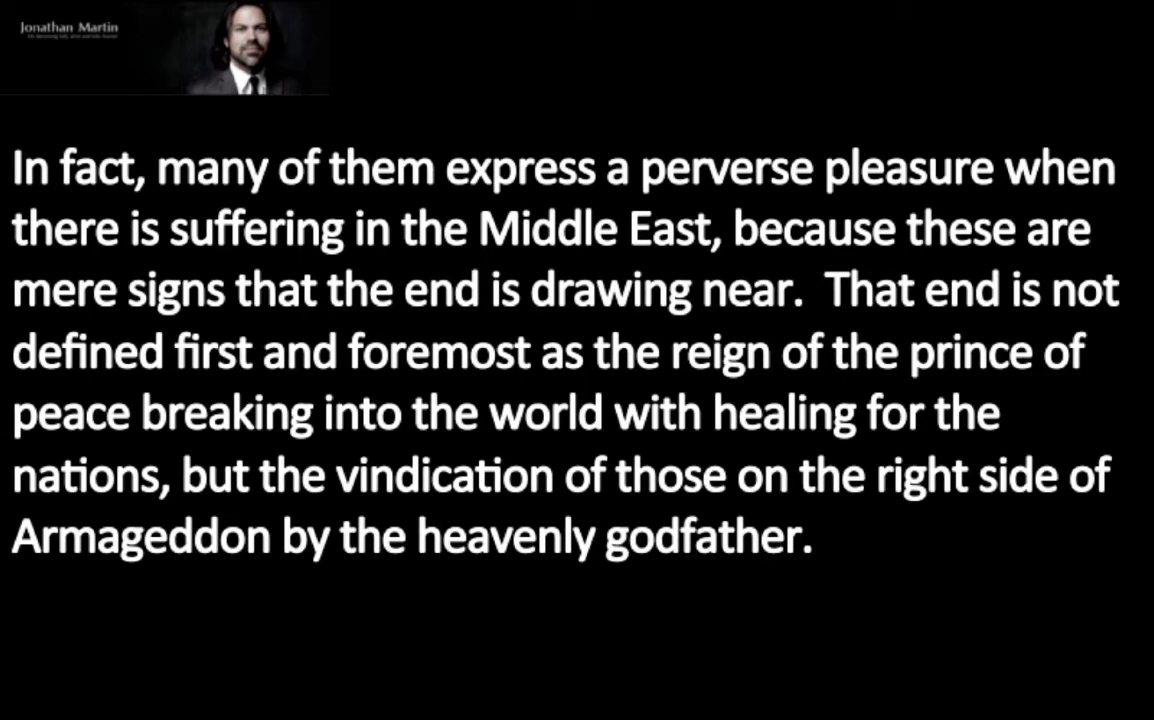 Jonathan Martin
In fact, many of them express a perverse pleasure when
there is suffering in the Middle East, because these are
mere signs that the end is drawing near. That end is not
defined first and foremost as the reign of the prince of
peace breaking into the world with healing for the
nations, but the vindication of those on the right side of
Armageddon by the heavenly godfather.